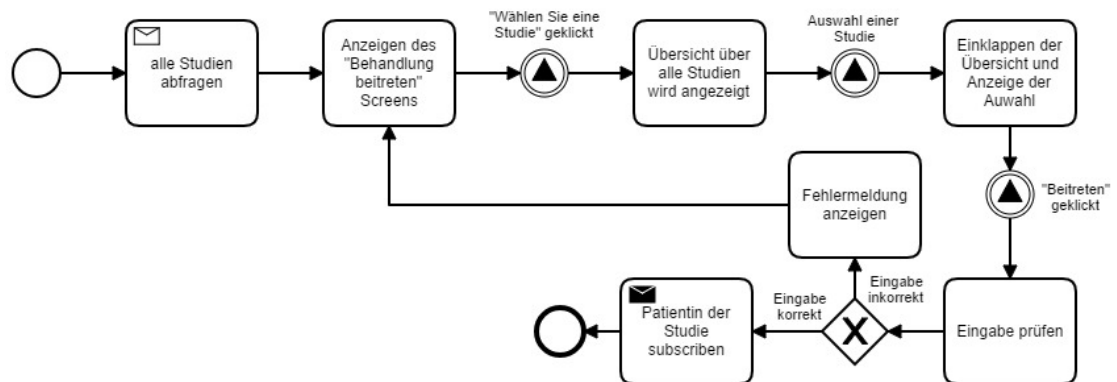 alle Studien
abfragen
Anzeigen des
"Behandlung
beitreten"
Screens
"Wählen Sie eine
Studie" geklickt
Übersicht über
alle Studien
wird angezeigt
Auswahl einer
Studie
Einklappen der
Übersicht und
Anzeige der
Auwahl
"Beitreten"
geklickt
Fehlermeldung
anzeigen
Eingabe
inkorrekt
Eingabe
korrekt
Patientin der
Studie
subscriben
X
Eingabe prüfen